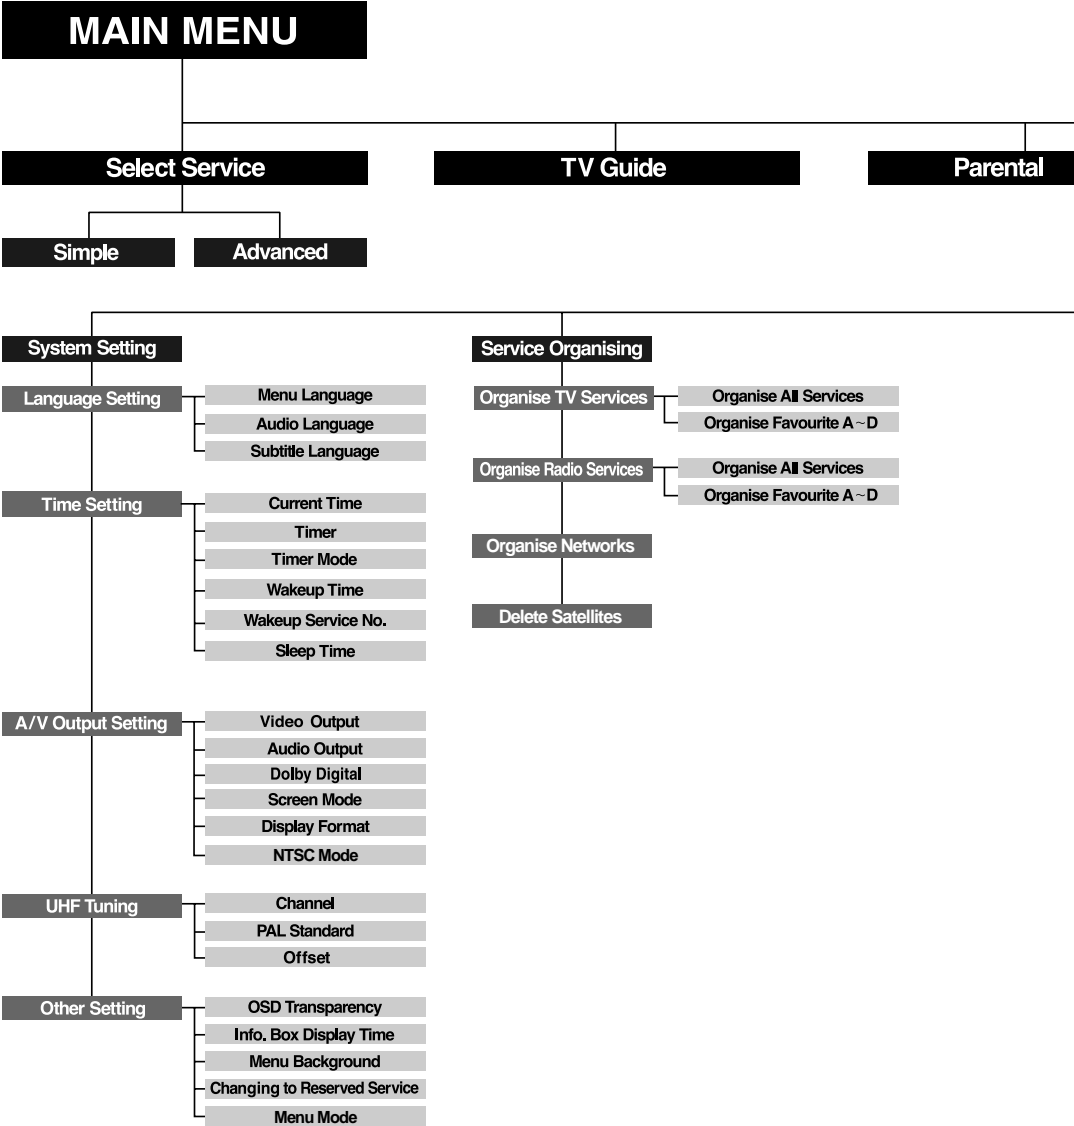 MAIN MENU
Select Service
TV Guide
Parental
Simple
Advanced
System Setting
Language Setting
Menu Language
Audio Language
Subtitle Language
Time Setting
Current Time
Timer
Timer Mode
Wakeup Time
Wakeup Service No.
Sleep Time
A/V Output Setting
Video Output
Audio Output
Dolby Digital
Screen Mode
Display Format
NTSC Mode
UHF Tuning
Channel
PAL Standard
Offset
Other Setting
OSD Transparency
Info. Box Display Time
Menu Background
Changing to Reserved Service
Menu Mode
Service Organising
Organise TV Services
Organise All Services
Organise Favourite A~D
Organise Radio Services
Organise All Services
Organise Favourite A~D
Organise Networks
Delete Satellites